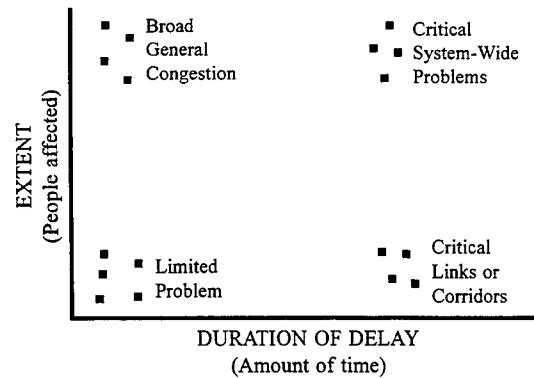 Broad
General
Congestion
Critical
System-Wide
Problems
EXTENT
(People affected)
Limited
Problem
Critical
Links or
Corridors
DURATION OF DELAY
(Amount of time)